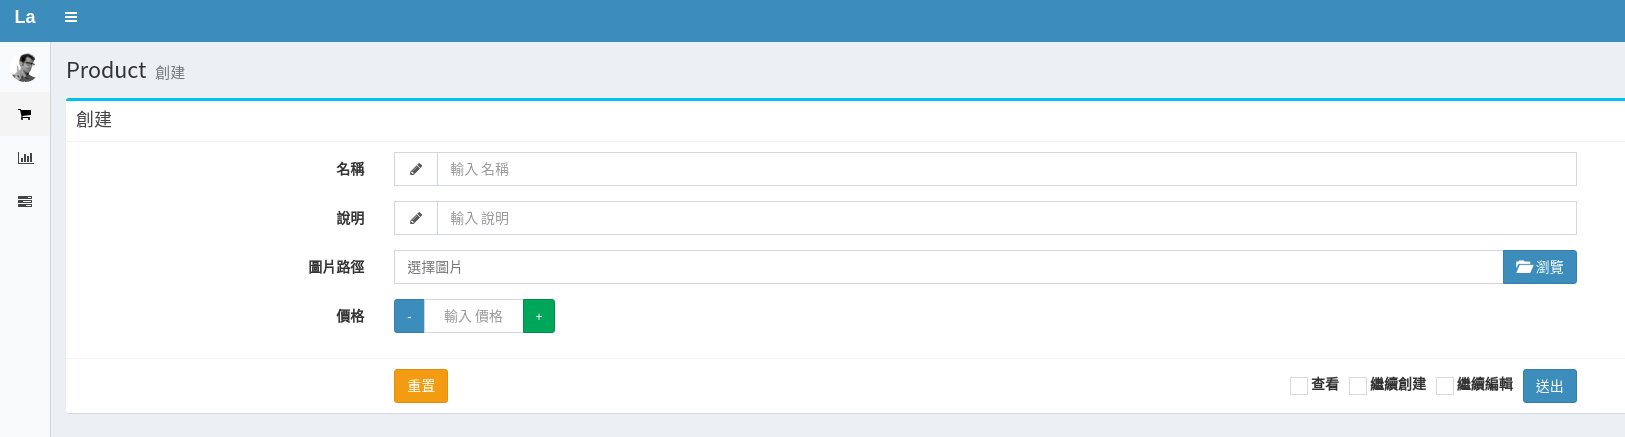 La
Product 創建
創建
名稱 輸入 名稱
說明 輸入 說明
圖片路徑 選擇圖片 瀏覽
價格 - 輸入 價格 +
重置 查看 繼續創建 繼續編輯 送出